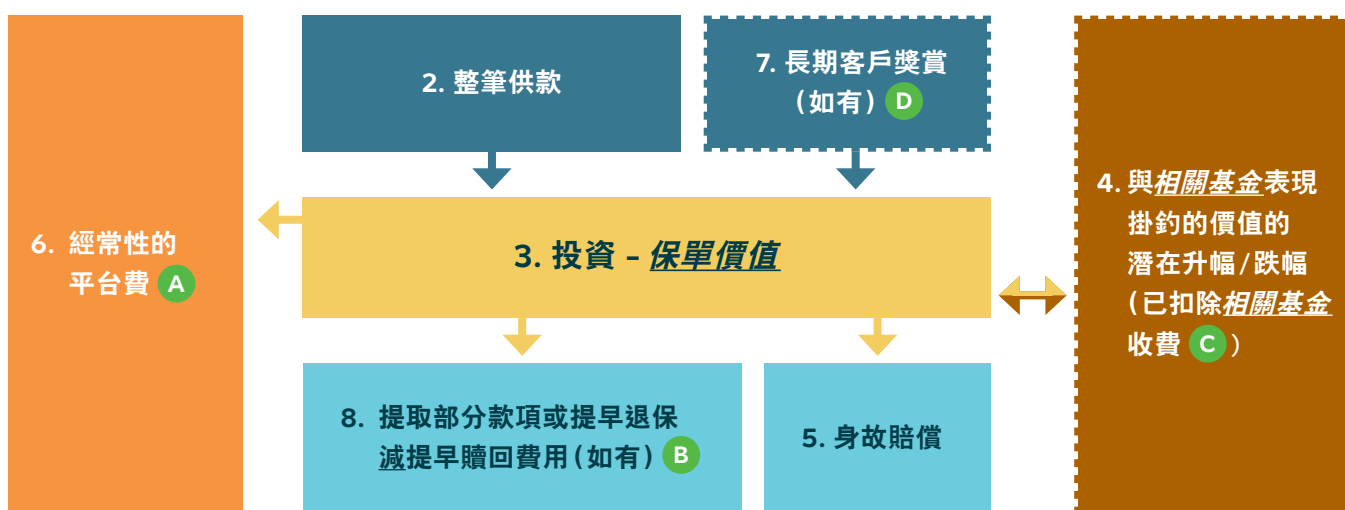 2. 整筆供款
7. 長期客戶獎賞
(如有) D
6. 經常性的
平台費 A
3. 投資 – 保單價值
4. 與相關基金表現
掛鈎的價值的
潛在升幅/跌幅
(已扣除相關基金
收費 C )
8. 提取部分款項或提早退保
減提早贖回費用(如有) B
5. 身故賠償